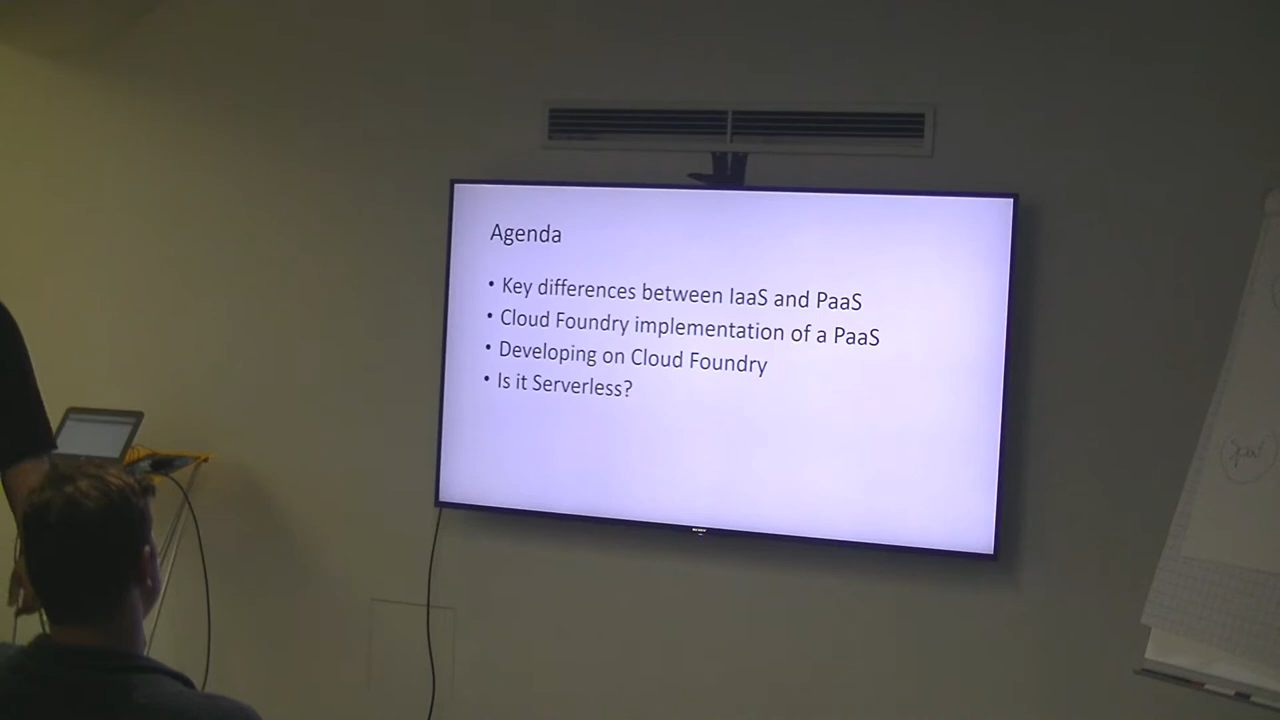 Agenda
• Key differences between IaaS and PaaS
• Cloud Foundry implementation of a PaaS
• Developing on Cloud Foundry
• Is it Serverless?
SONY